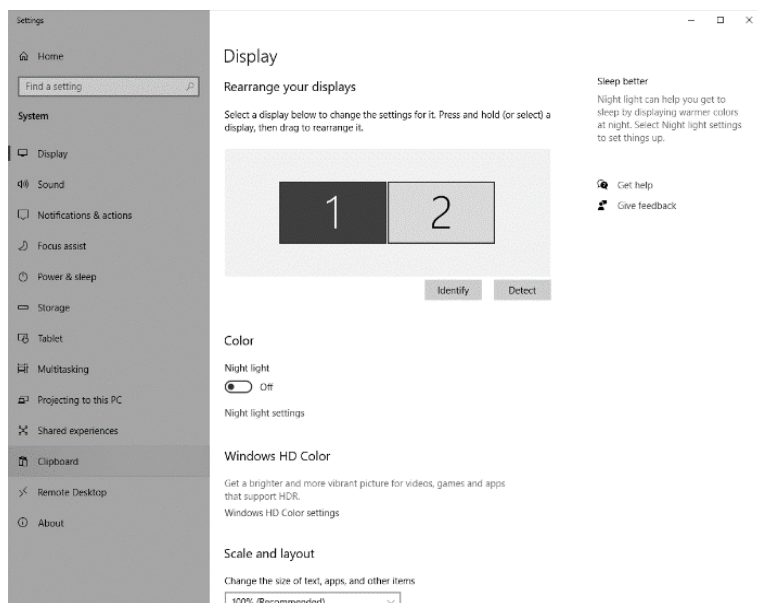 Settings
Home
Find a setting
System
Display
Sound
Notifications & actions
Focus assist
Power & sleep
Storage
Tablet
Multitasking
Projecting to this PC
Shared experiences
Clipboard
Remote Desktop
About
Display
Rearrange your displays
Select a display below to change the settings for it. Press and hold (or select) a
display, then drag to rearrange it.
1
2
Identify
Detect
Color
Night light
Off
Night light settings
Windows HD Color
Get a brighter and more vibrant picture for videos, games and apps
that support HDR.
Windows HD Color settings
Scale and layout
Change the size of text, apps, and other items
100% (Recommended)
Sleep better
Night light can help you get to
sleep by displaying warmer colors
at night. Select Night light settings
to set things up.
Get help
Give feedback